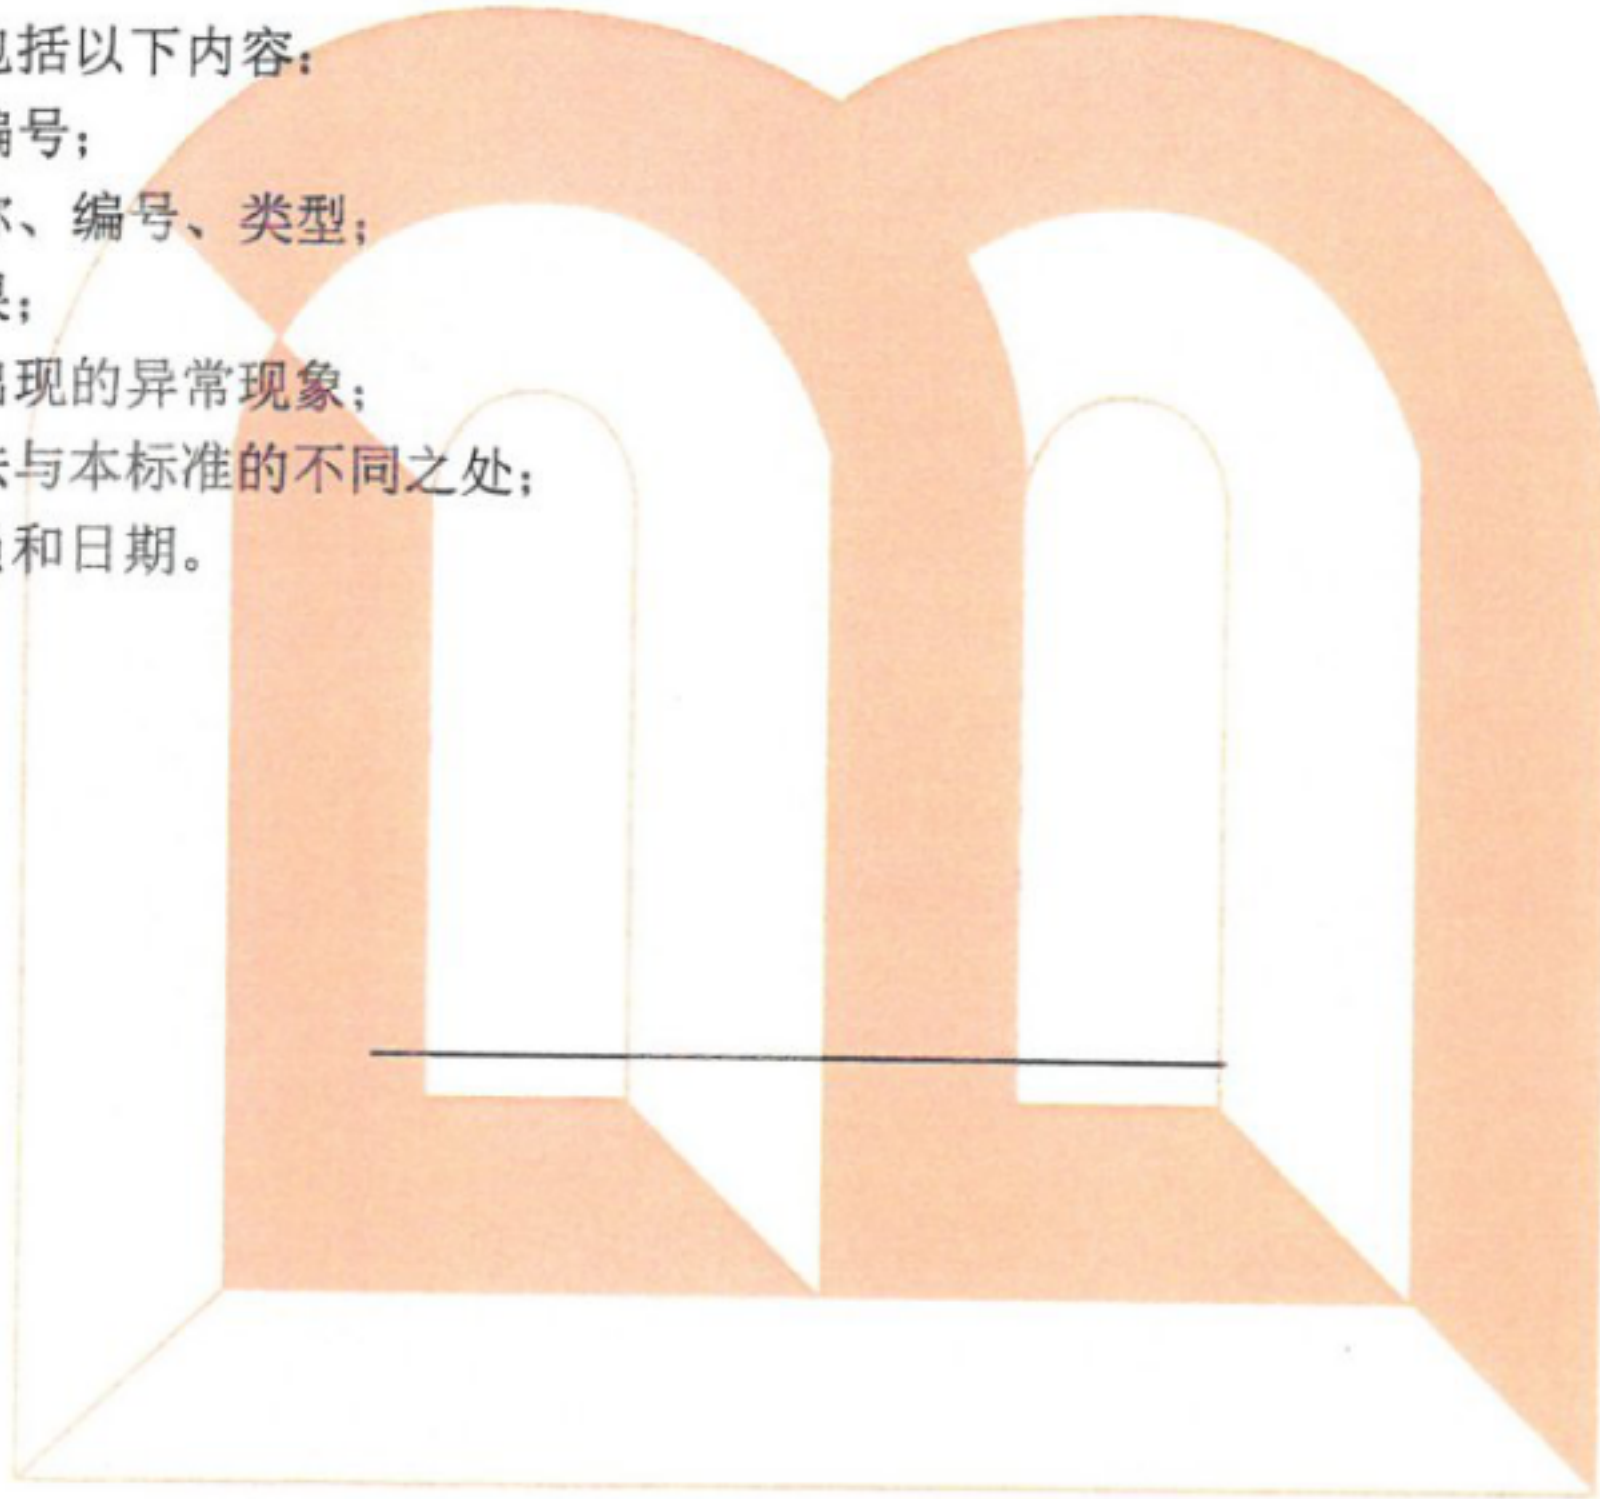 括以下内容:
号;
、编号、类型;
;
现的异常现象;
与本标准的不同之处;
和日期。